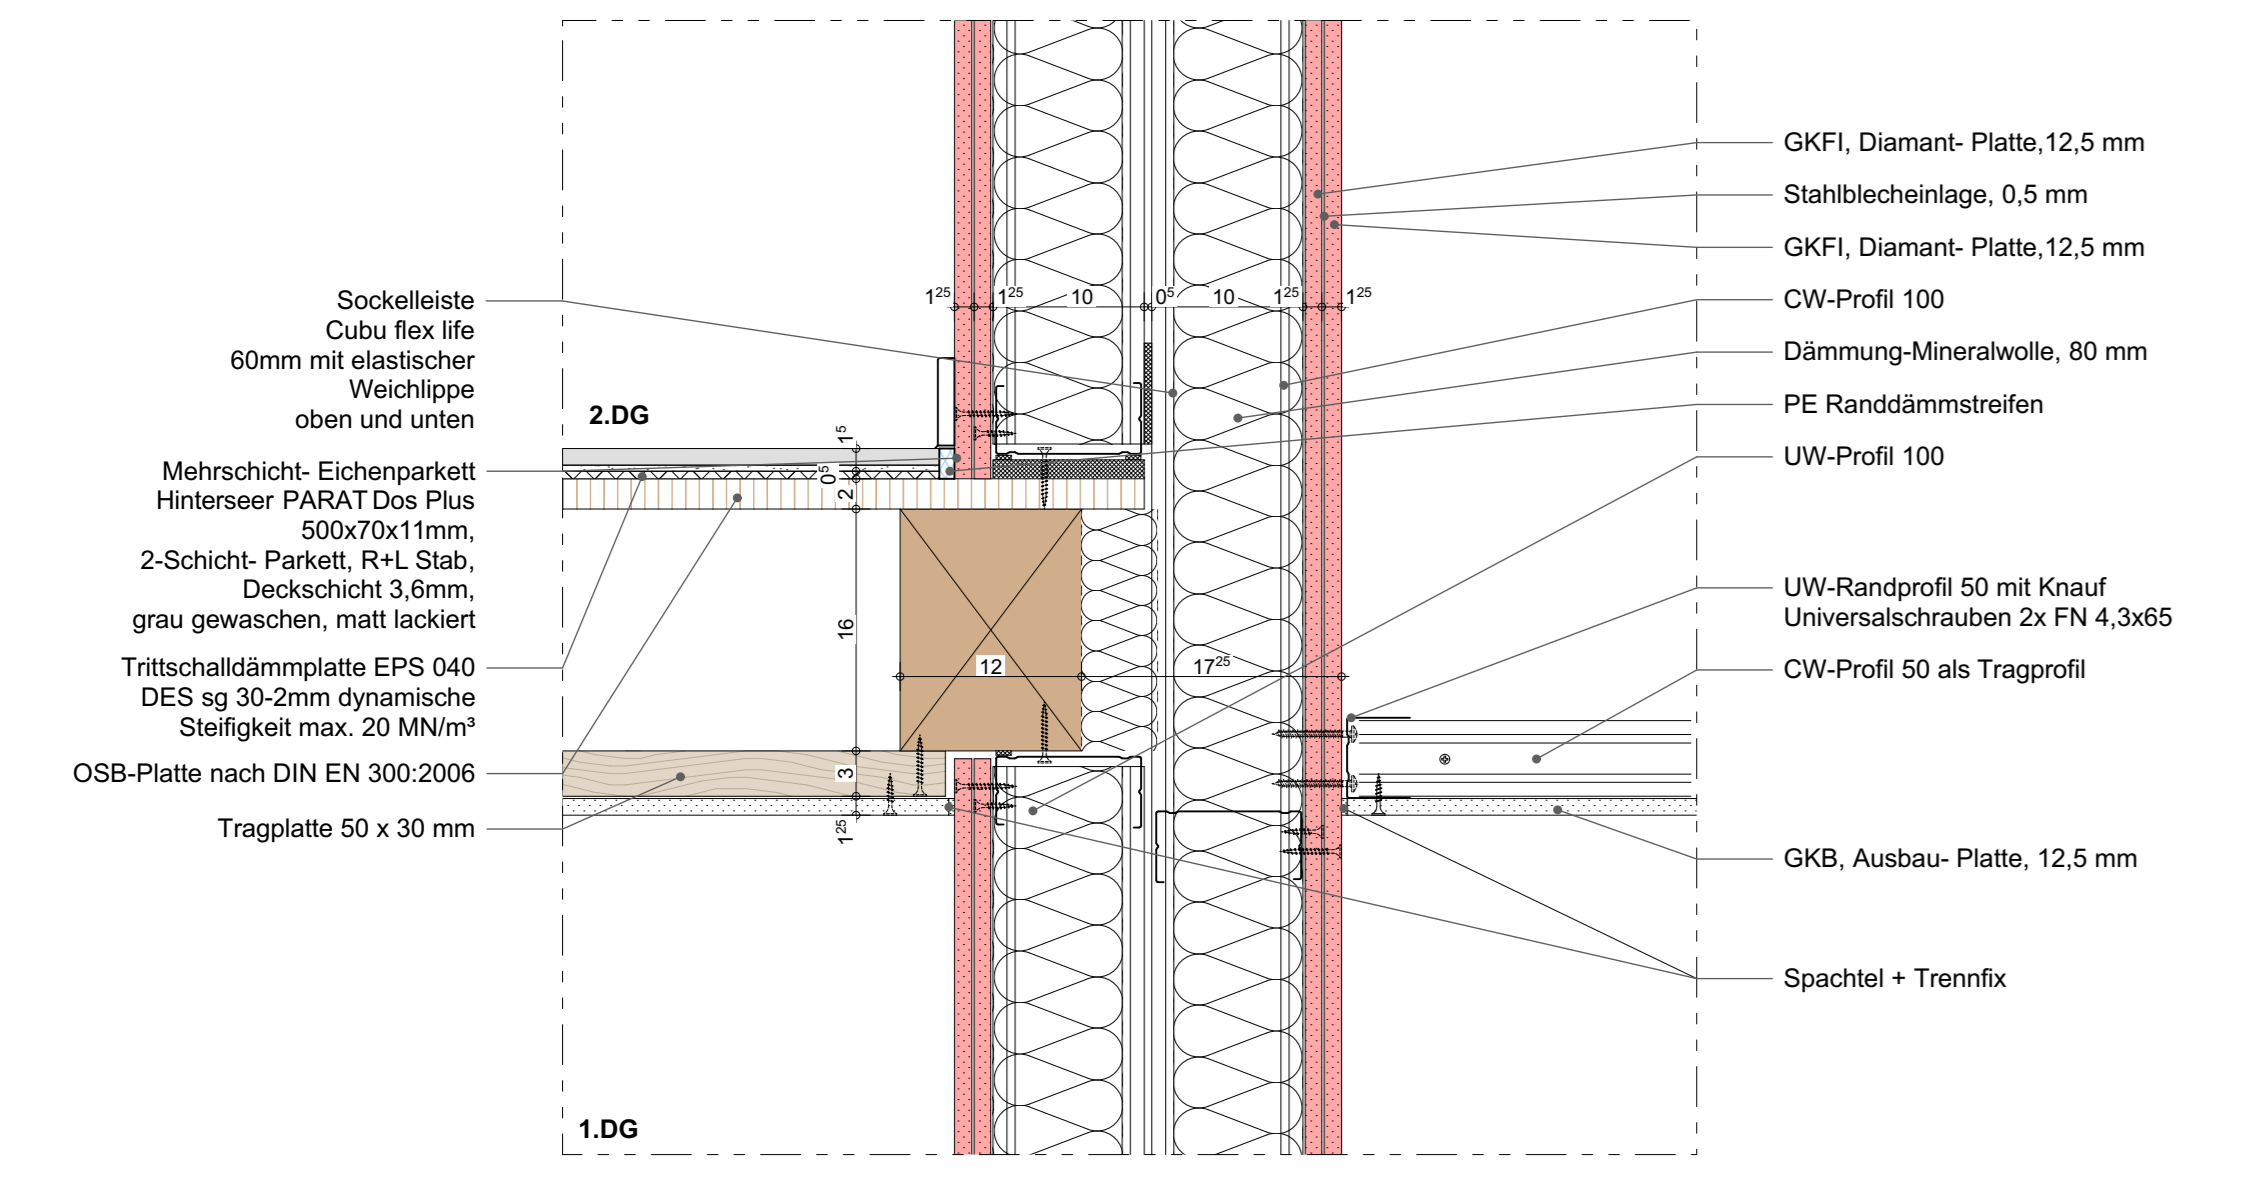 GKFI, Diamant- Platte,12,5 mm
Stahlblecheinlage, 0,5 mm
GKFI, Diamant- Platte,12,5 mm
1²⁵ 1²⁵ 10 0⁵ 10 1²⁵ 1²⁵
CW-Profil 100
Dämmung-Mineralwolle, 80 mm
PE Randdämmstreifen
UW-Profil 100
UW-Randprofil 50 mit Knauf
Universalschrauben 2x FN 4,3x65
CW-Profil 50 als Tragprofil
GKB, Ausbau- Platte, 12,5 mm
Spachtel + Trennfix
Sockelleiste
Cubu flex life
60mm mit elastischer
Weichlippe
oben und unten
Mehrschicht- Eichenparkett
Hinterseer PARAT Dos Plus
500x70x11mm,
2-Schicht- Parkett, R+L Stab,
Deckschicht 3,6mm,
grau gewaschen, matt lackiert
Trittschalldämmplatte EPS 040
DES sg 30-2mm dynamische
Steifigkeit max. 20 MN/m³
OSB-Platte nach DIN EN 300:2006
Tragplatte 50 x 30 mm
2.DG
1⁵
0⁵
2
16
12 17²⁵
3
1²⁵
1.DG